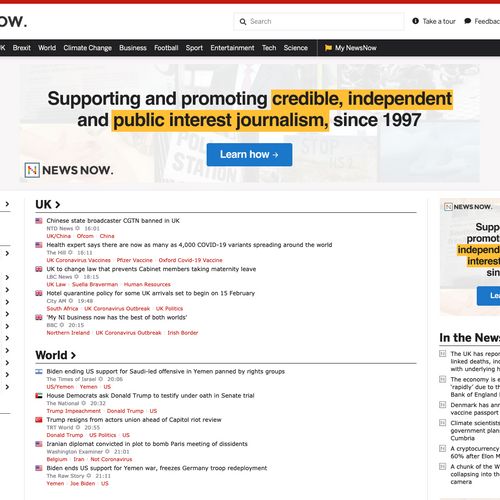 NOW.
Search
Take a tour
Feedbac
UK Brexit World Climate Change Business Football Sport Entertainment Tech Science My NewsNow
Supporting and promoting credible, independent
and public interest journalism, since 1997
Learn how →
N NEWS NOW.
UK >
Chinese state broadcaster CGTN banned in UK
NTD News 16:01
UK/China Ofcom China
Health expert says there are now as many as 4,000 COVID-19 variants spreading around the world
The Hill 16:11
UK Coronavirus Vaccines Pfizer Vaccine Oxford Covid-19 Vaccine
UK to change law that prevents Cabinet members taking maternity leave
LBC News 18:15
UK Law Suella Braverman Human Resources
Hotel quarantine policy for some UK arrivals set to begin on 15 February
City AM 19:48
South Africa UK Coronavirus Outbreak UK Politics
'My NI business now has the best of both worlds'
BBC 20:15
Northern Ireland UK Coronavirus Outbreak Irish Border
World >
Biden ending US support for Saudi-led offensive in Yemen panned by rights groups
The Times of Israel 20:06
US/Yemen Yemen US
House Democrats ask Donald Trump to testify under oath in Senate trial
The National 20:32
Trump Impeachment Donald Trump US
Trump resigns from actors union ahead of Capitol riot review
TRT World 20:55
Donald Trump US Politics US
Iranian diplomat convicted in plot to bomb Paris meeting of dissidents
Washington Examiner 21:01
Belgium Iran Not Coronavirus
Biden ends US support for Yemen war, freezes Germany troop redeployment
The Raw Story 21:11
Yemen Joe Biden US
N NEWS NOW.
Supp
promo
independe
interest
sin
Le
In the News
The UK has repor
linked deaths, inc
with underlying h
The economy is e
'rapidly' due to th
Bank of England
Denmark has ann
vaccine passport
Climate scientists
government plans
Cumbria
A cryptocurrency
60% after Elon M
A chunk of the W
collapsing into the
camera